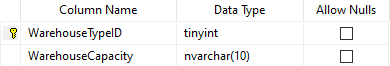 Column Name Data Type Allow Nulls
WarehouseTypeID tinyint
WarehouseCapacity nvarchar(10)